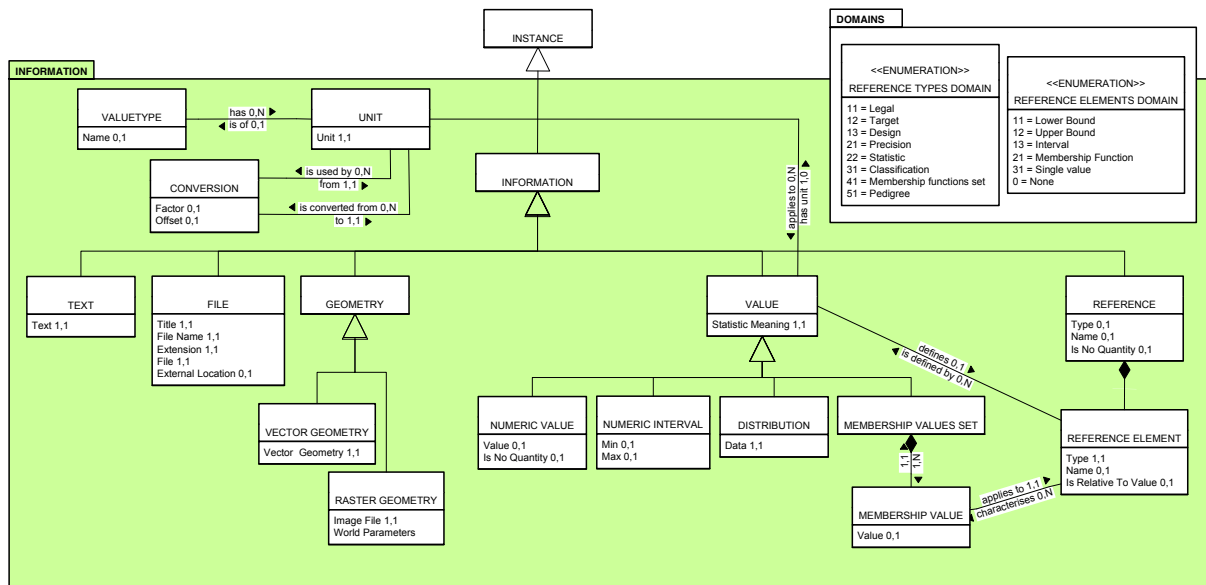 INSTANCE
DOMAINS
<<ENUMERATION>>
REFERENCE TYPES DOMAIN
11 = Legal
12 = Target
13 = Design
21 = Precision
22 = Statistic
31 = Classification
41 = Membership functions set
51 = Pedigree
<<ENUMERATION>>
REFERENCE ELEMENTS DOMAIN
11 = Lower Bound
12 = Upper Bound
13 = Interval
21 = Membership Function
31 = Single value
0 = None
INFORMATION
VALUETYPE
Name 0,1
has 0,N
is of 0,1
UNIT
Unit 1,1
CONVERSION
Factor 0,1
Offset 0,1
is used by 0,N
from 1,1
is converted from 0,N
to 1,1
INFORMATION
applies to 0,N
has unit 1,0
TEXT
Text 1,1
FILE
Title 1,1
File Name 1,1
Extension 1,1
File 1,1
External Location 0,1
GEOMETRY
VALUE
Statistic Meaning 1,1
REFERENCE
Type 0,1
Name 0,1
Is No Quantity 0,1
defines 0,1
is defined by 0,N
VECTOR GEOMETRY
Vector  Geometry 1,1
RASTER GEOMETRY
Image File 1,1
World Parameters
NUMERIC VALUE
Value 0,1
Is No Quantity 0,1
NUMERIC INTERVAL
Min 0,1
Max 0,1
DISTRIBUTION
Data 1,1
MEMBERSHIP VALUES SET
1,1
1,N
REFERENCE ELEMENT
Type 1,1
Name 0,1
Is Relative To Value 0,1
MEMBERSHIP VALUE
Value 0,1
applies to 1,1
characterises 0,N